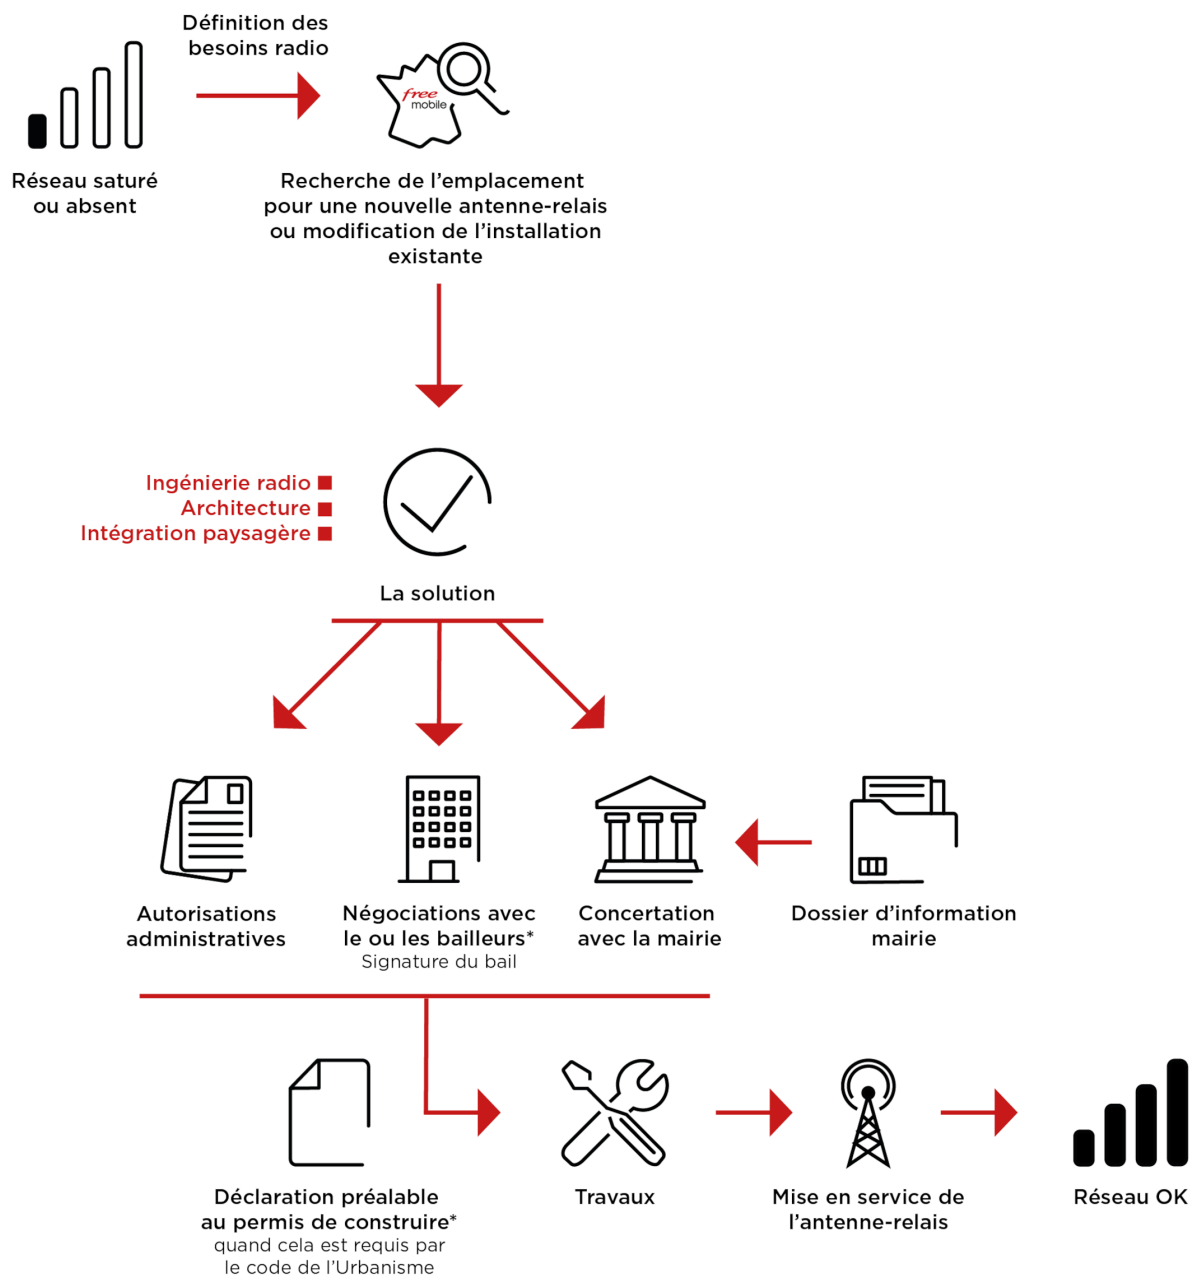 Définition des
besoins radio
free
mobile
Réseau saturé
ou absent
Recherche de l’emplacement
pour une nouvelle antenne-relais
ou modification de l’installation
existante
Ingénierie radio
Architecture
Intégration paysagère
La solution
Autorisations
administratives
Négociations avec
le ou les bailleurs*
Signature du bail
Concertation
avec la mairie
Dossier d’information
mairie
Déclaration préalable
au permis de construire*
quand cela est requis par
le code de l’Urbanisme
Travaux
Mise en service de
l’antenne-relais
Réseau OK